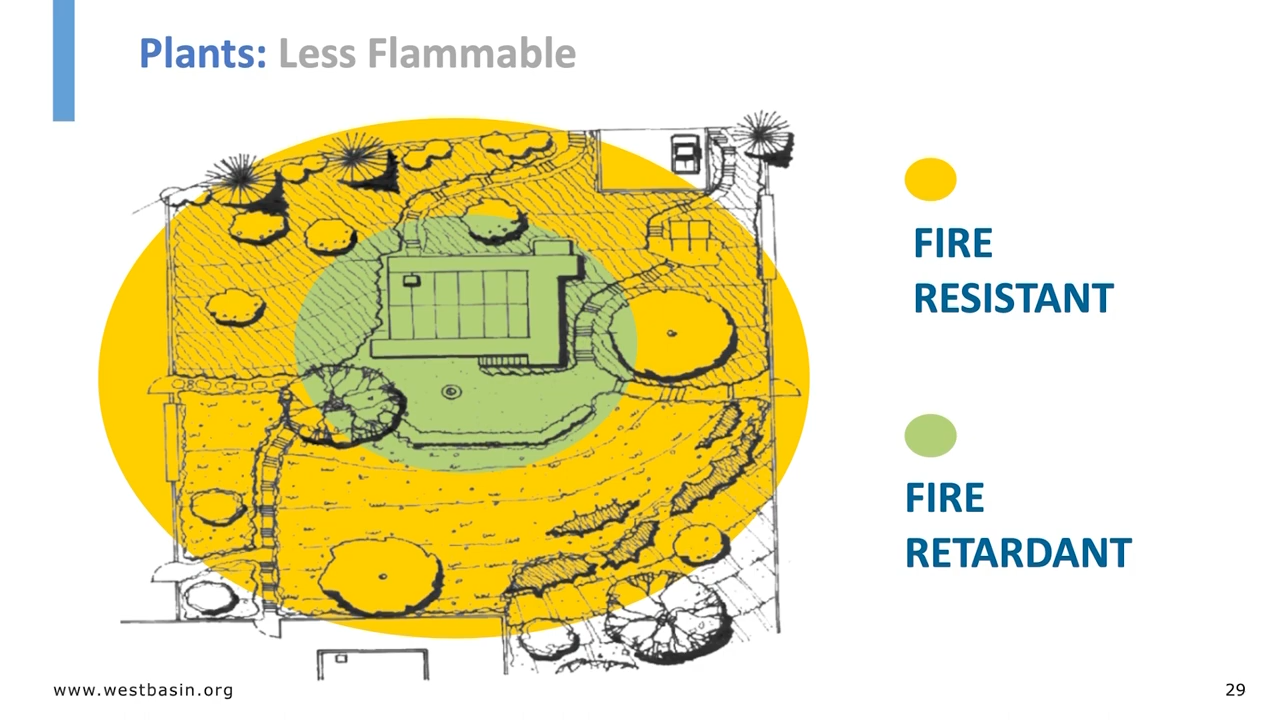 Plants: Less Flammable
FIRE
RESISTANT
FIRE
RETARDANT
www.westbasin.org
29